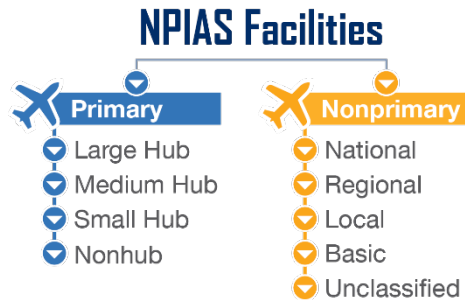 NPIAS Facilities
Primary
Large Hub
Medium Hub
Small Hub
Nonhub
Nonprimary
National
Regional
Local
Basic
Unclassified